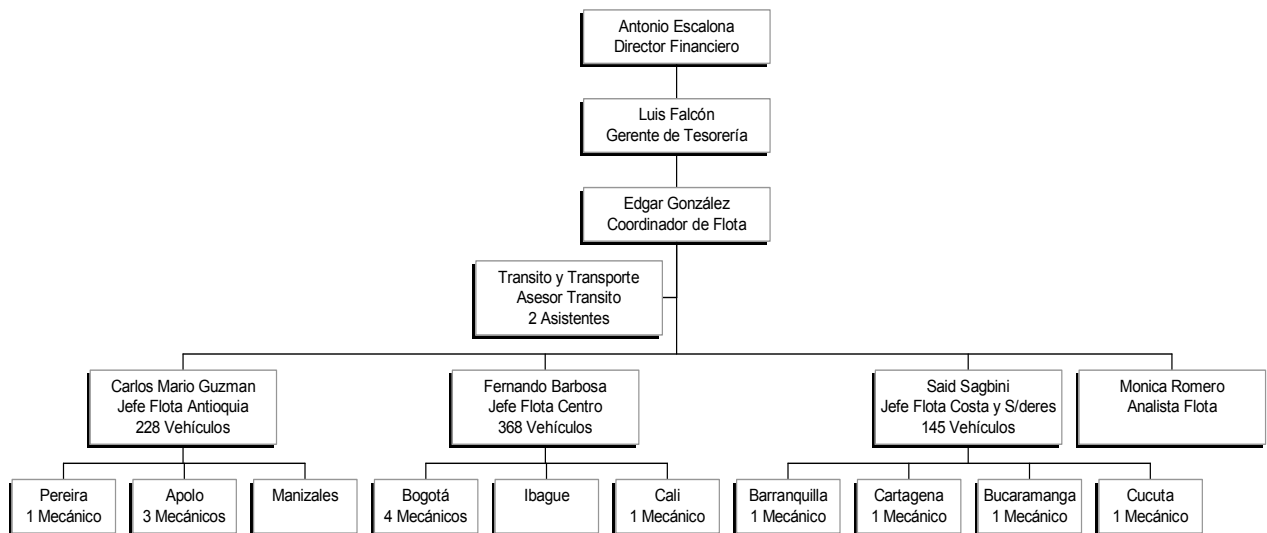 Antonio Escalona
Director Financiero
Luis Falcón
Gerente de Tesorería
Edgar González
Coordinador de Flota
Transito y Transporte
Asesor Transito
2 Asistentes
Carlos Mario Guzman
Jefe Flota Antioquia
228 Vehículos
Fernando Barbosa
Jefe Flota Centro
368 Vehículos
Said Sagbini
Jefe Flota Costa y S/deres
145 Vehículos
Monica Romero
Analista Flota
Pereira
1 Mecánico
Apolo
3 Mecánicos
Manizales
Bogotá
4 Mecánicos
Ibague
Cali
1 Mecánico
Barranquilla
1 Mecánico
Cartagena
1 Mecánico
Bucaramanga
1 Mecánico
Cucuta
1 Mecánico